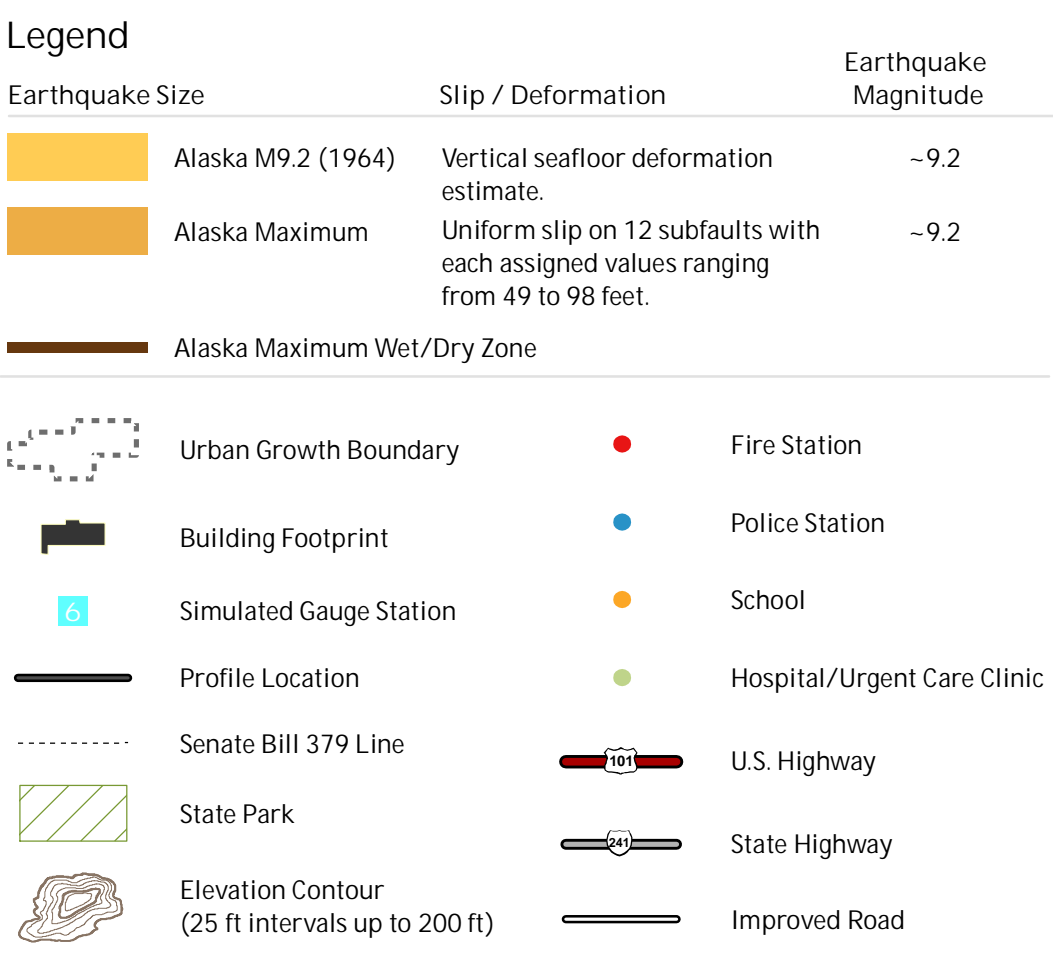 Legend
Earthquake Size
Slip / Deformation
Earthquake
Magnitude
Alaska M9.2 (1964)
Vertical seafloor deformation
estimate.
~9.2
Alaska Maximum
Uniform slip on 12 subfaults with
each assigned values ranging
from 49 to 98 feet.
~9.2
Alaska Maximum Wet/Dry Zone
Urban Growth Boundary
Building Footprint
6
Simulated Gauge Station
Profile Location
Senate Bill 379 Line
State Park
Elevation Contour
(25 ft intervals up to 200 ft)
Fire Station
Police Station
School
Hospital/Urgent Care Clinic
101
U.S. Highway
241
State Highway
Improved Road